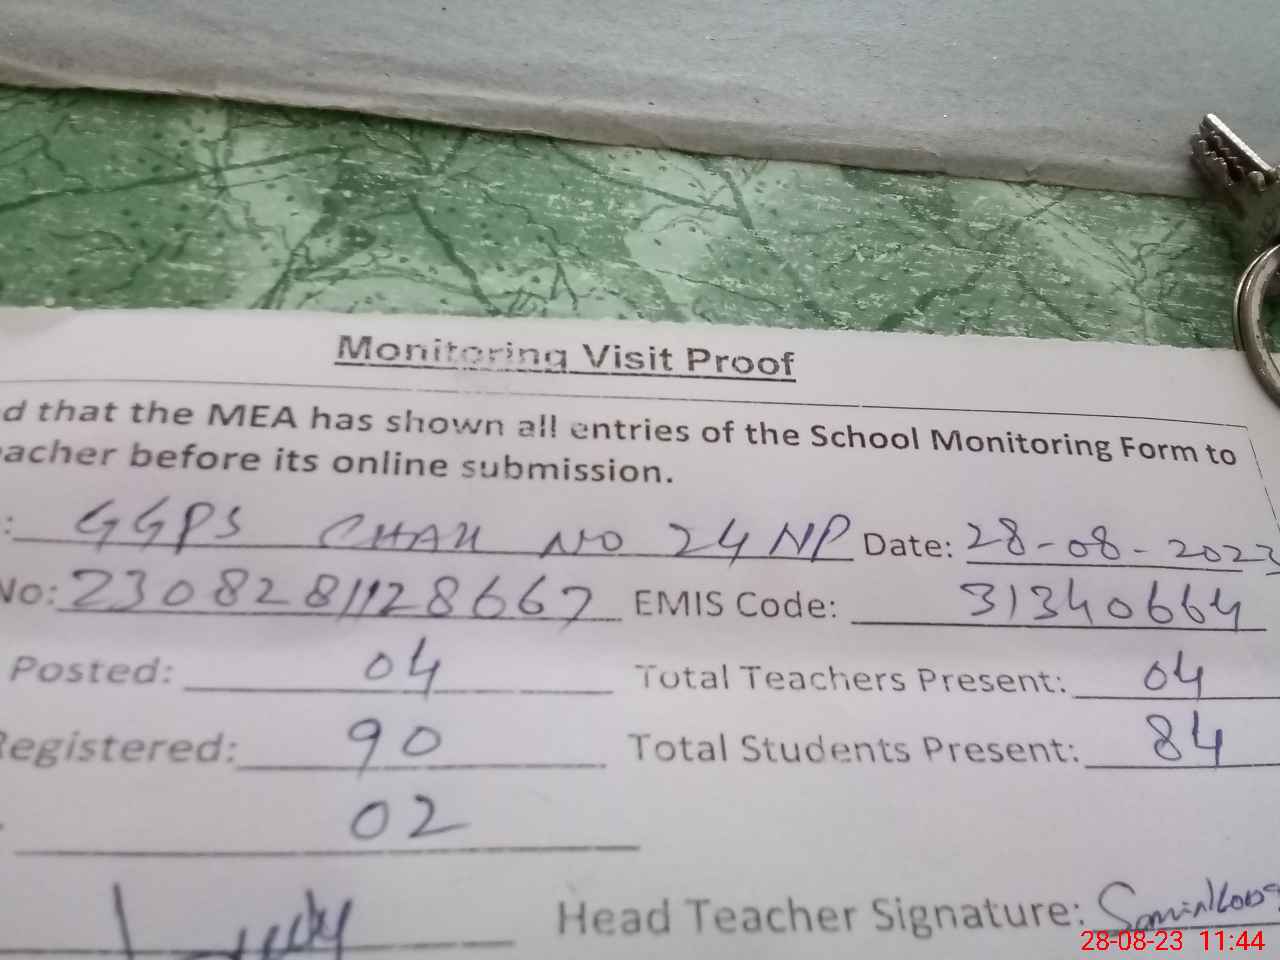 Monitoring Visit Proof
d that the MEA has shown all entries of the School Monitoring Form to
acher before its online submission.
: GGPS CHAK NO 24 NP Date: 28-08-2023
No: 23082811128667 EMIS Code: 31340664
Posted: 04 Total Teachers Present: 04
Registered: 90 Total Students Present: 84
02
Head Teacher Signature:
28-08-23 11:44